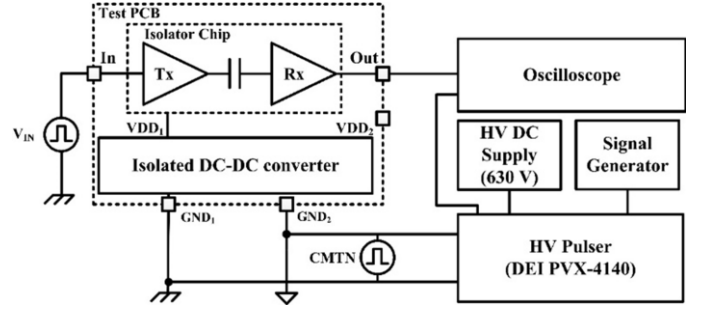 Test PCB
Isolator Chip
In
Tx
Rx
Out
Oscilloscope
V_IN
VDD₁
VDD₂
HV DC
Supply
(630 V)
Signal
Generator
Isolated DC-DC converter
GND₁
GND₂
CMTN
HV Pulser
(DEI PVX-4140)